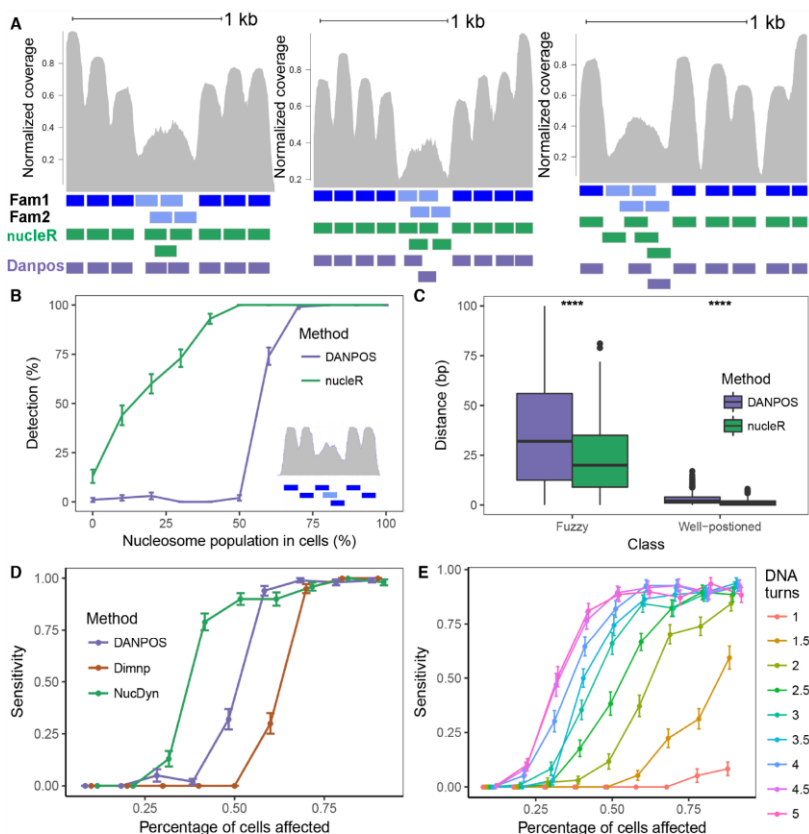 A
1 kb
1 kb
1 kb
Normalized coverage
0.8
0.6
0.4
0.2
Normalized coverage
0.8
0.6
0.4
0.2
Normalized coverage
0.8
0.6
0.4
0.2
Fam1
Fam2
nucleR
Danpos
B
Detection (%)
100
75
50
25
0
Method
DANPOS
nucleR
0
25
50
75
100
Nucleosome population in cells (%)
C
Distance (bp)
100
75
50
25
0
****
****
Method
DANPOS
nucleR
Fuzzy
Well-postioned
Class
D
Sensitivity
1.00
0.75
0.50
0.25
0.00
Method
DANPOS
Dimnp
NucDyn
0.25
0.50
0.75
Percentage of cells affected
E
Sensitivity
1.00
0.75
0.50
0.25
0.00
0.25
0.50
0.75
Percentage of cells affected
DNA
turns
1
1.5
2
2.5
3
3.5
4
4.5
5